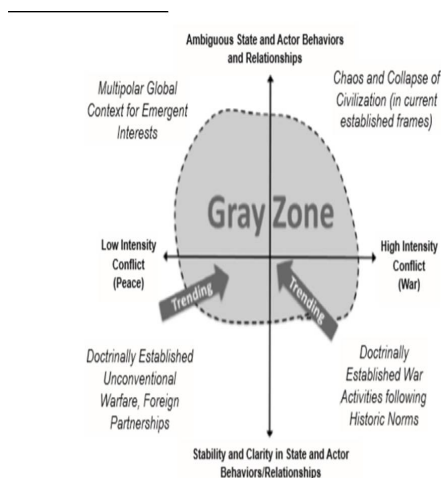 Ambiguous State and Actor Behaviors
and Relationships
Multipolar Global
Context for Emergent
Interests
Chaos and Collapse of
Civilization (in current
established frames)
Gray Zone
Low Intensity
Conflict
(Peace)
High Intensity
Conflict
(War)
Trending
Trending
Doctrinally Established
Unconventional
Warfare, Foreign
Partnerships
Doctrinally
Established War
Activities following
Historic Norms
Stability and Clarity in State and Actor
Behaviors/Relationships